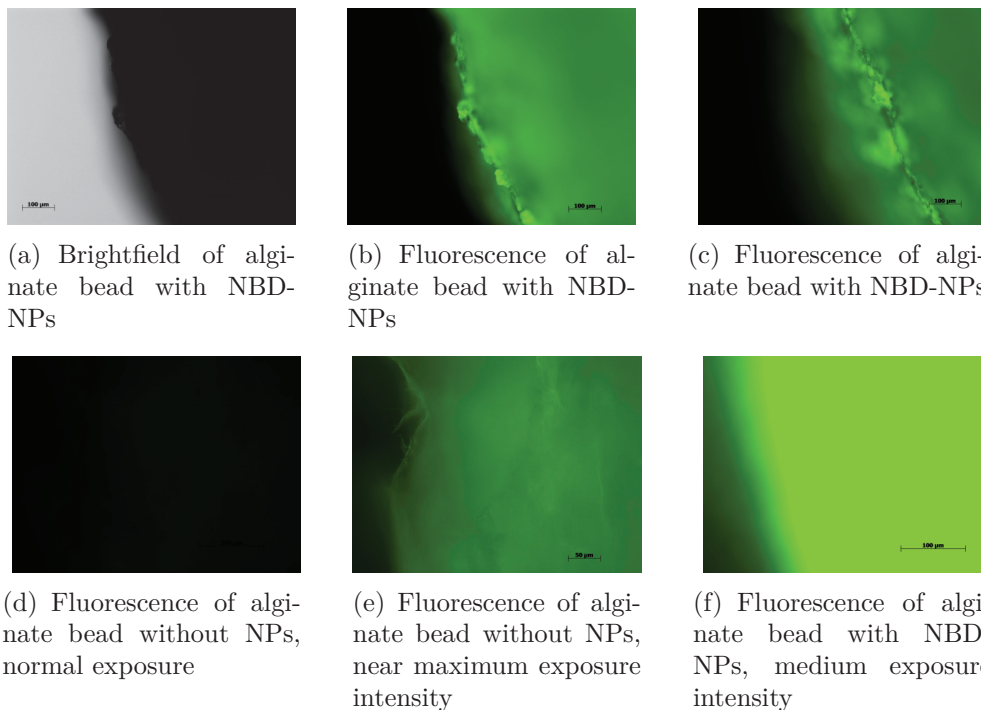 100 µm
100 µm
100 µm
(a) Brightfield of algi-
nate bead with NBD-
NPs
(b) Fluorescence of al-
ginate bead with NBD-
NPs
(c) Fluorescence of algi-
nate bead with NBD-NPs
50 µm
100 µm
(d) Fluorescence of algi-
nate bead without NPs,
normal exposure
(e) Fluorescence of algi-
nate bead without NPs,
near maximum exposure
intensity
(f) Fluorescence of algi
nate bead with NBD
NPs, medium exposure
intensity